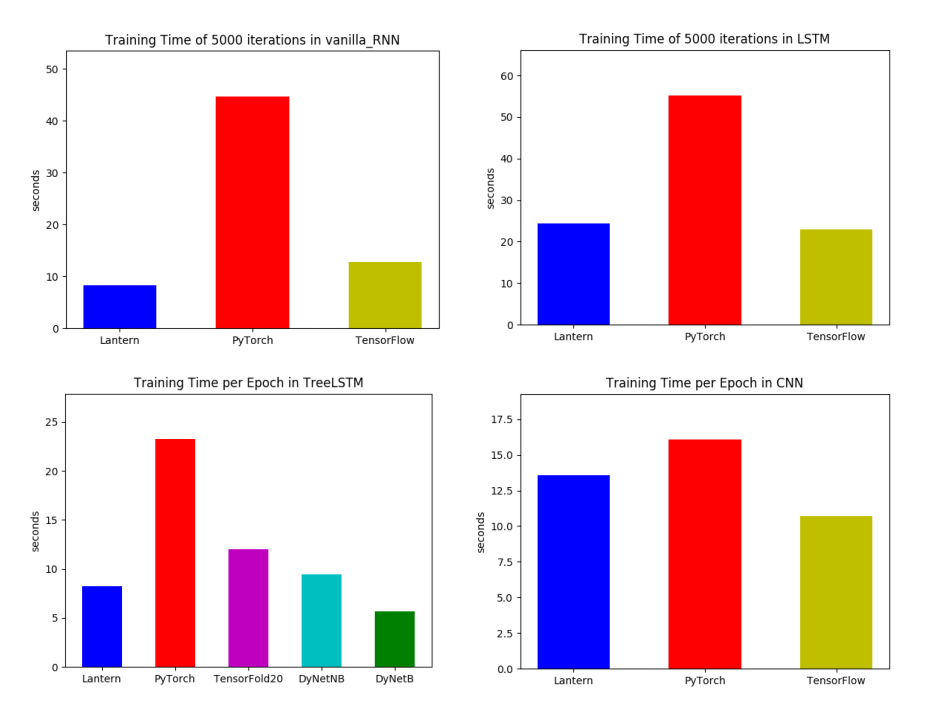 Training Time of 5000 iterations in vanilla_RNN
50
40
30
20
10
0
seconds
Lantern PyTorch TensorFlow
Training Time of 5000 iterations in LSTM
60
50
40
30
20
10
0
seconds
Lantern PyTorch TensorFlow
Training Time per Epoch in TreeLSTM
25
20
15
10
5
0
seconds
Lantern PyTorch TensorFold20 DyNetNB DyNetB
Training Time per Epoch in CNN
17.5
15.0
12.5
10.0
7.5
5.0
2.5
0.0
seconds
Lantern PyTorch TensorFlow